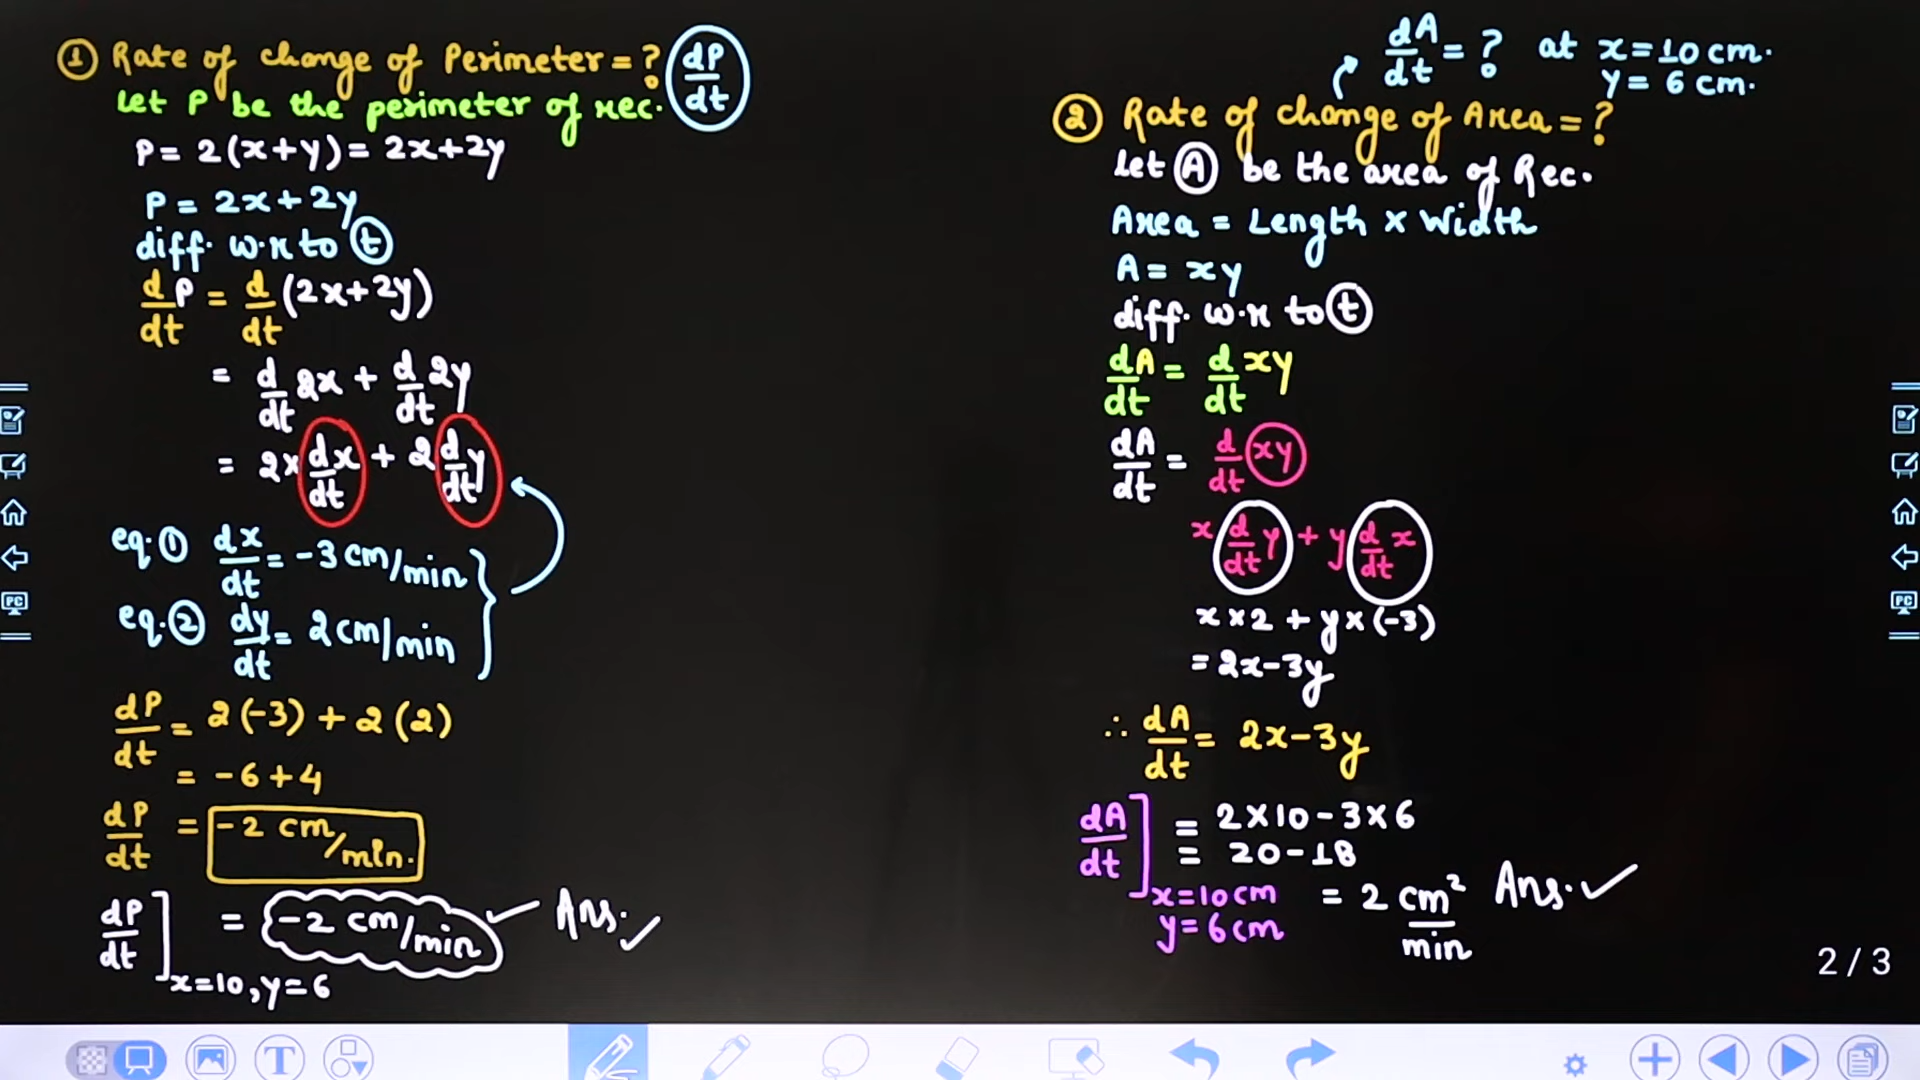 ① Rate of change of Perimeter = ? dP/dt
Let P be the perimeter of rec.
P = 2(x+y) = 2x+2y
P = 2x+2y
diff. w.r to t
d/dt P = d/dt (2x+2y)
= d/dt 2x + d/dt 2y
= 2× d/dt x + 2 d/dt y
eq.① dx/dt = -3 cm/min
eq.② dy/dt = 2 cm/min
dP/dt = 2(-3) + 2(2)
= -6+4
dP/dt = -2 cm/min.
dP/dt] x=10, y=6 = -2 cm/min Ans.
dA/dt = ? at x = 10 cm.
y = 6 cm.
② Rate of change of Area = ?
Let A be the area of Rec.
Area = Length × Width
A = xy
diff. w.r to t
dA/dt = d/dt xy
dA/dt = d/dt xy
x d/dt y + y d/dt x
x×2 + y×(-3)
= 2x-3y
∴ dA/dt = 2x-3y
dA/dt] x=10cm y=6cm = 2×10-3×6
= 20-18
= 2 cm²/min Ans.
2/3
PC
PC
T